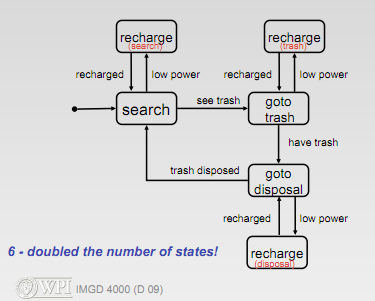 recharge
(search)
recharge
(trash)
recharged
low power
recharged
low power
search
see trash
goto
trash
have trash
trash disposed
goto
disposal
recharged
low power
6 - doubled the number of states!
recharge
(disposal)
WPI IMGD 4000 (D 09)